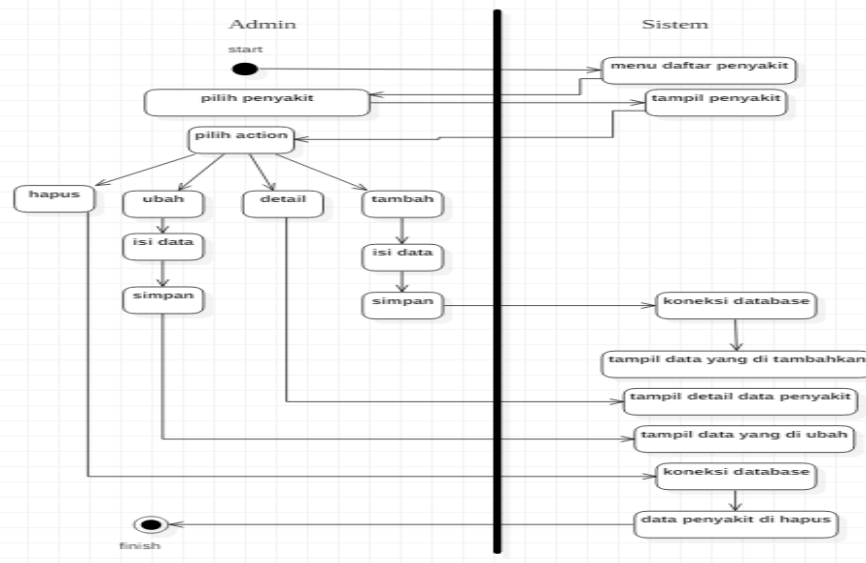 Admin
Sistem
start
menu daftar penyakit
pilih penyakit
tampil penyakit
pilih action
hapus
ubah
detail
tambah
isi data
isi data
simpan
simpan
koneksi database
tampil data yang di tambahkan
tampil detail data penyakit
tampil data yang di ubah
koneksi database
data penyakit di hapus
finish